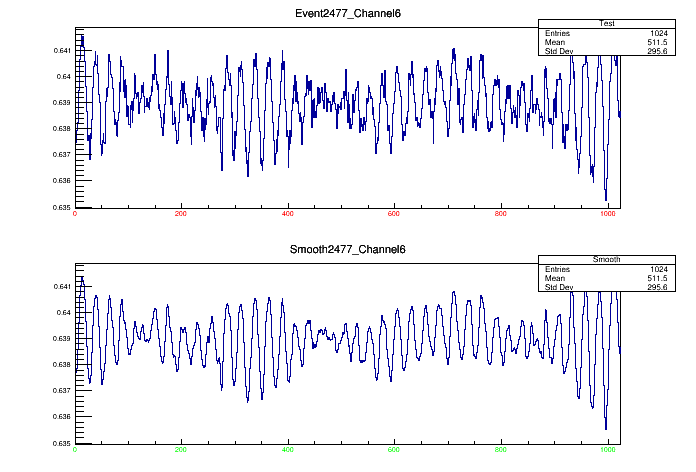 Event2477_Channel6
Test
Entries 1024
Mean 511.5
Std Dev 295.6
0.641
0.64
0.639
0.638
0.637
0.636
0.635
0 200 400 600 800 1000
Smooth2477_Channel6
Smooth
Entries 1024
Mean 511.5
Std Dev 295.6
0.641
0.64
0.639
0.638
0.637
0.636
0.635
0 200 400 600 800 1000